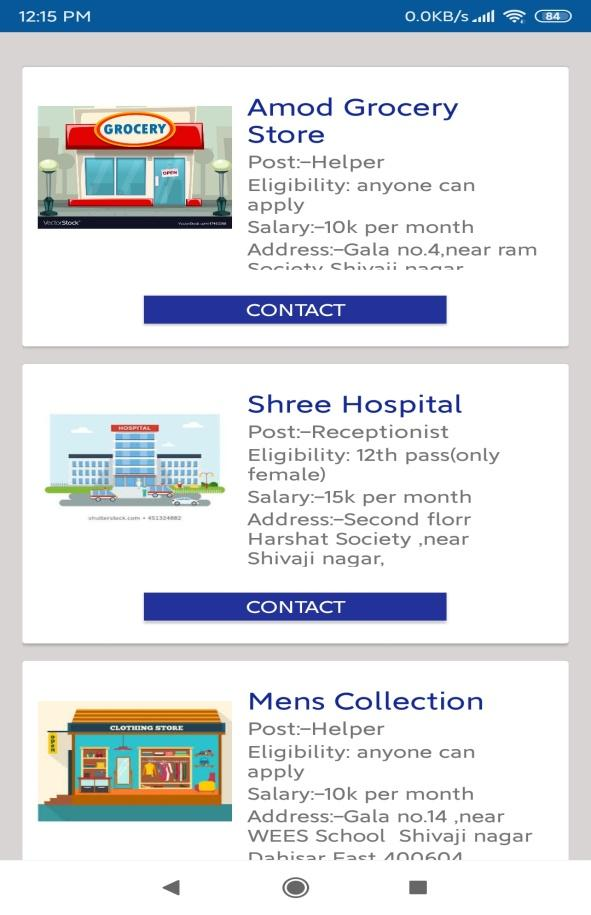 12:15 PM 0.0KB/s 84
GROCERY
OPEN
VectorStock
Amod Grocery
Store
Post:-Helper
Eligibility: anyone can
apply
Salary:-10k per month
Address:-Gala no.4,near ram
Society Shivaji nagar
CONTACT
HOSPITAL
shutterstock.com • 451324882
Shree Hospital
Post:-Receptionist
Eligibility: 12th pass(only
female)
Salary:-15k per month
Address:-Second florr
Harshat Society ,near
Shivaji nagar,
CONTACT
CLOTHING STORE
OPEN
Mens Collection
Post:-Helper
Eligibility: anyone can
apply
Salary:-10k per month
Address:-Gala no.14 ,near
WEES School Shivaji nagar
Dahisar East 400604